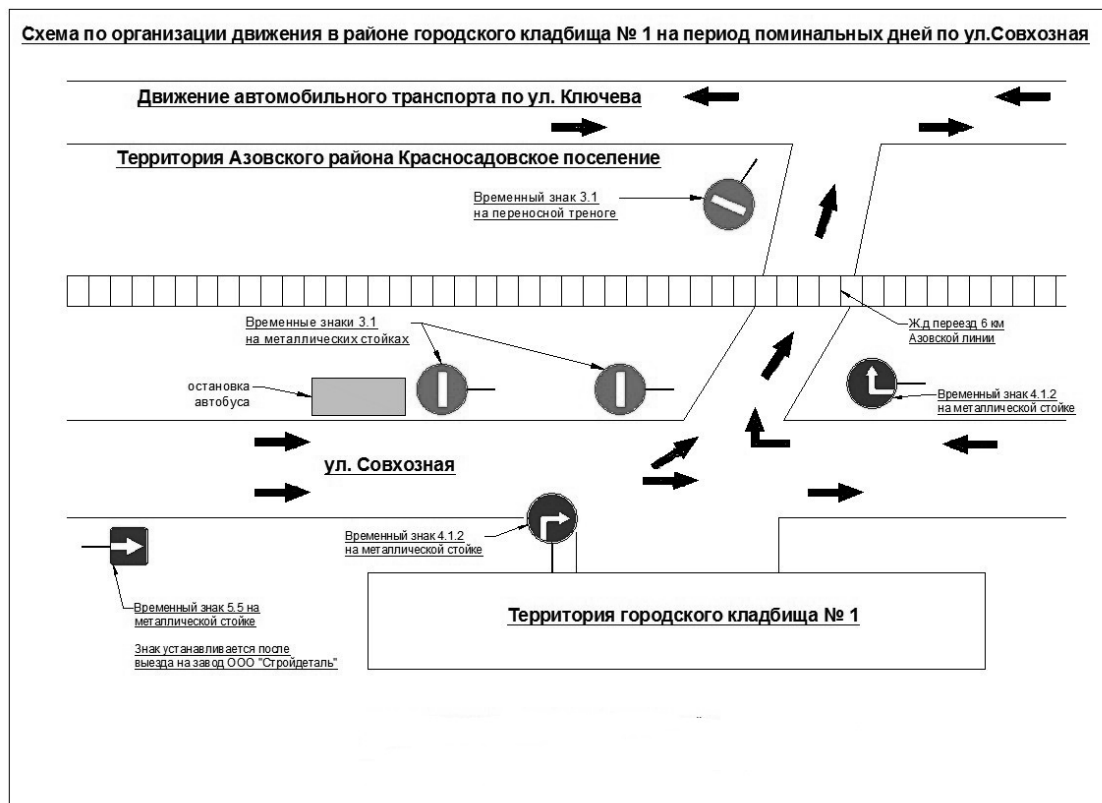 Схема по организации движения в районе городского кладбища № 1 на период поминальных дней по ул.Совхозная
Движение автомобильного транспорта по ул. Ключева
Территория Азовского района Красносадовское поселение
Временный знак 3.1
на переносной треноге
Временные знаки 3.1
на металлических стойках
Ж.д переезд 6 км
Азовской линии
остановка
автобуса
Временный знак 4.1.2
на металлической стойке
ул. Совхозная
Временный знак 4.1.2
на металлической стойке
Временный знак 5.5 на
металлической стойке
Знак устанавливается после
выезда на завод ООО "Стройдеталь"
Территория городского кладбища № 1